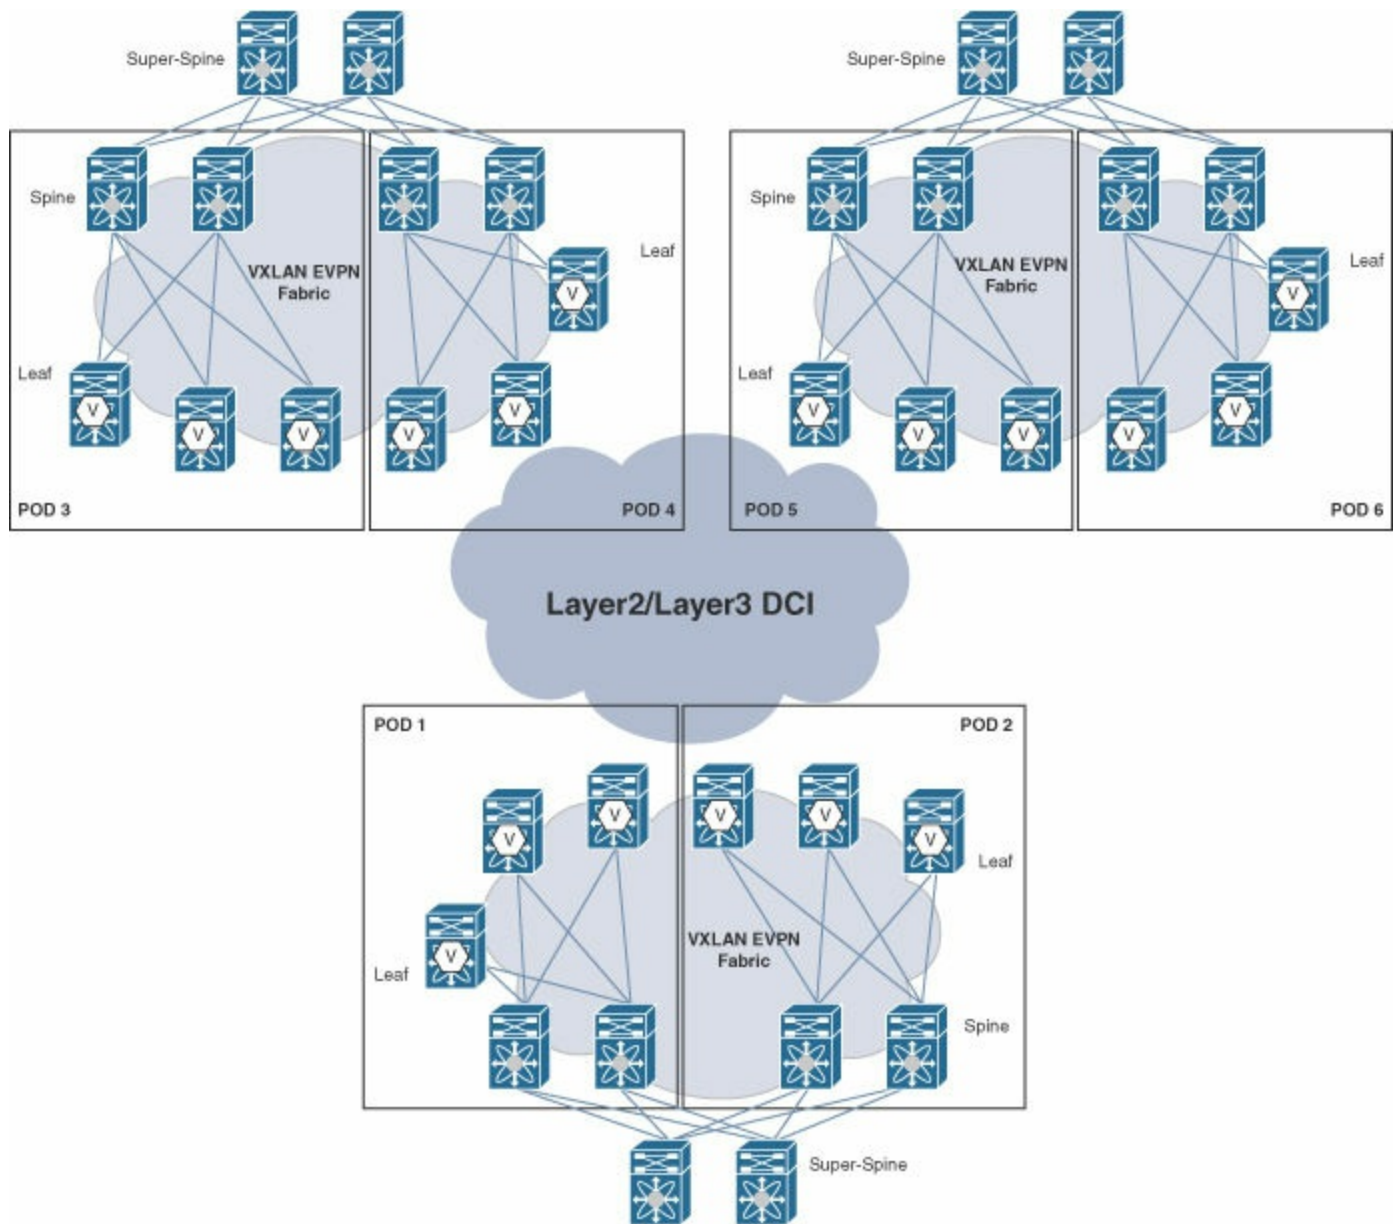 Super-Spine
Super-Spine
Spine
Leaf
VXLAN EVPN
Fabric
V
Leaf
V
V
V
V
V
POD 3
POD 4
Spine
VXLAN EVPN
Fabric
Leaf
V
Leaf
V
V
V
V
V
POD 5
POD 6
Layer2/Layer3 DCI
POD 1
POD 2
V
V
V
V
V
Leaf
V
Leaf
VXLAN EVPN
Fabric
Spine
Super-Spine